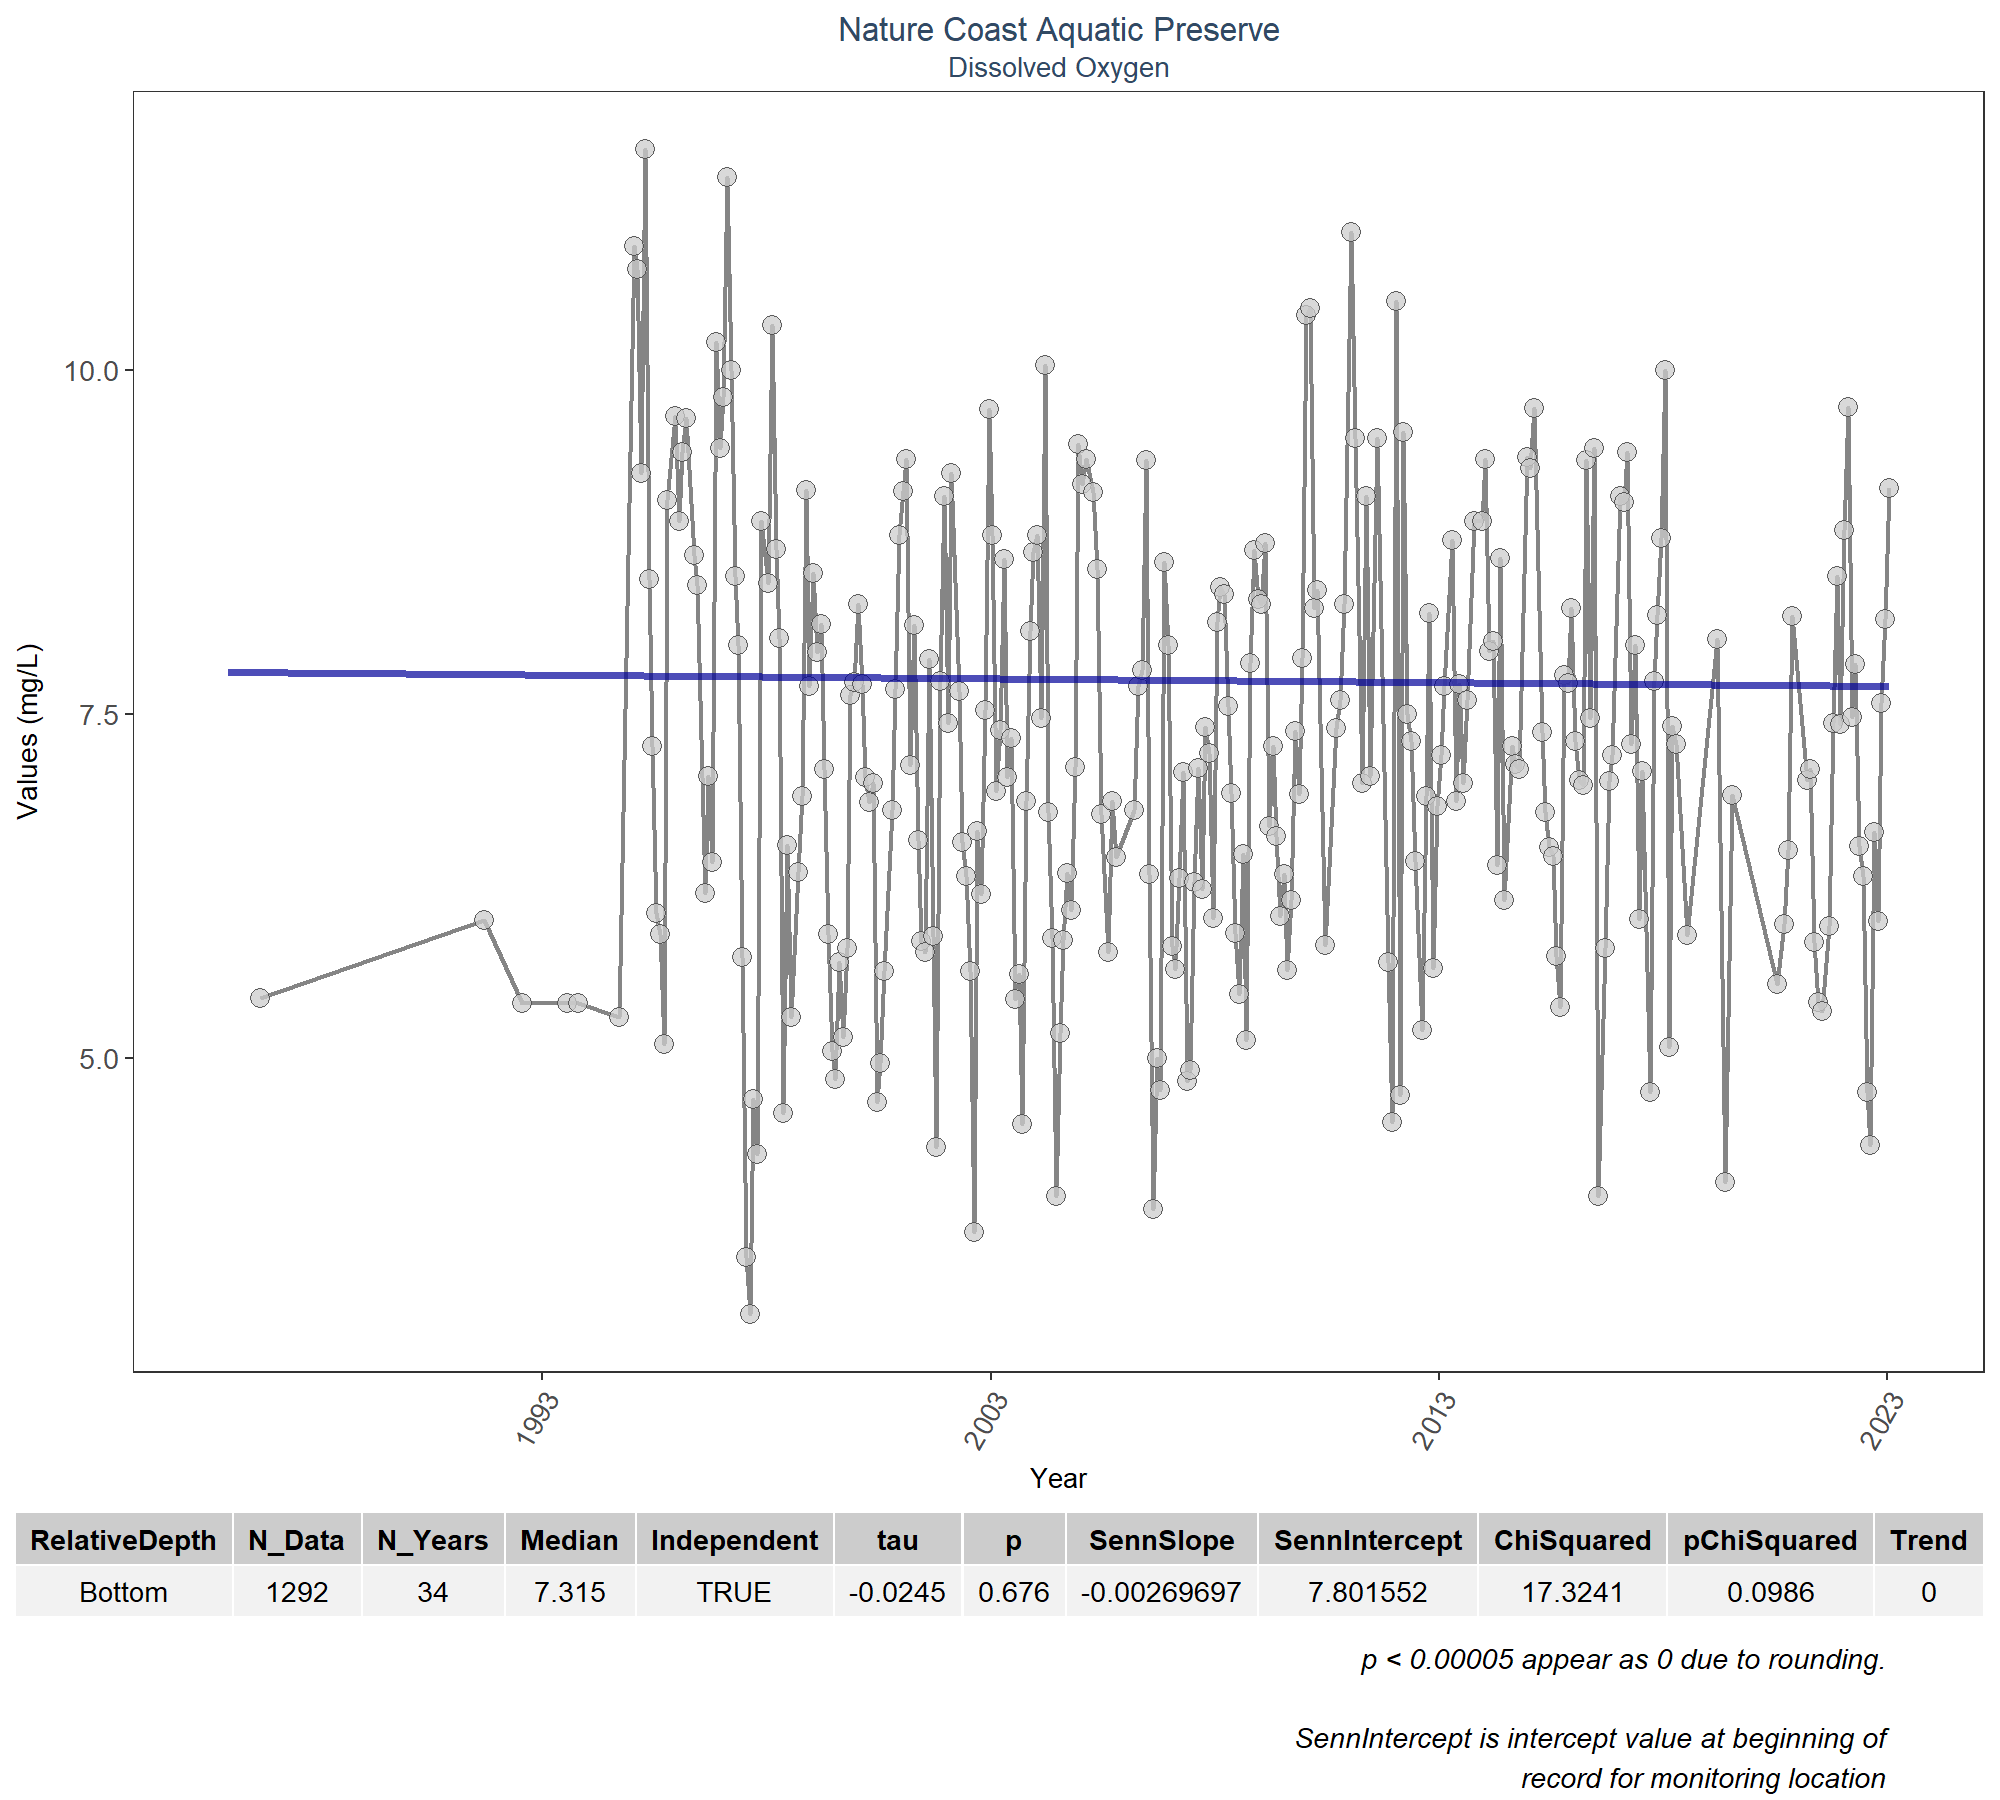 Nature Coast Aquatic Preserve
Dissolved Oxygen
Values (mg/L)
10.0
7.5
5.0
1993
2003
2013
2023
Year
RelativeDepth N_Data N_Years Median Independent tau p SennSlope SennIntercept ChiSquared pChiSquared Trend
Bottom 1292 34 7.315 TRUE -0.0245 0.676 -0.00269697 7.801552 17.3241 0.0986 0
p < 0.00005 appear as 0 due to rounding.
SennIntercept is intercept value at beginning of
record for monitoring location